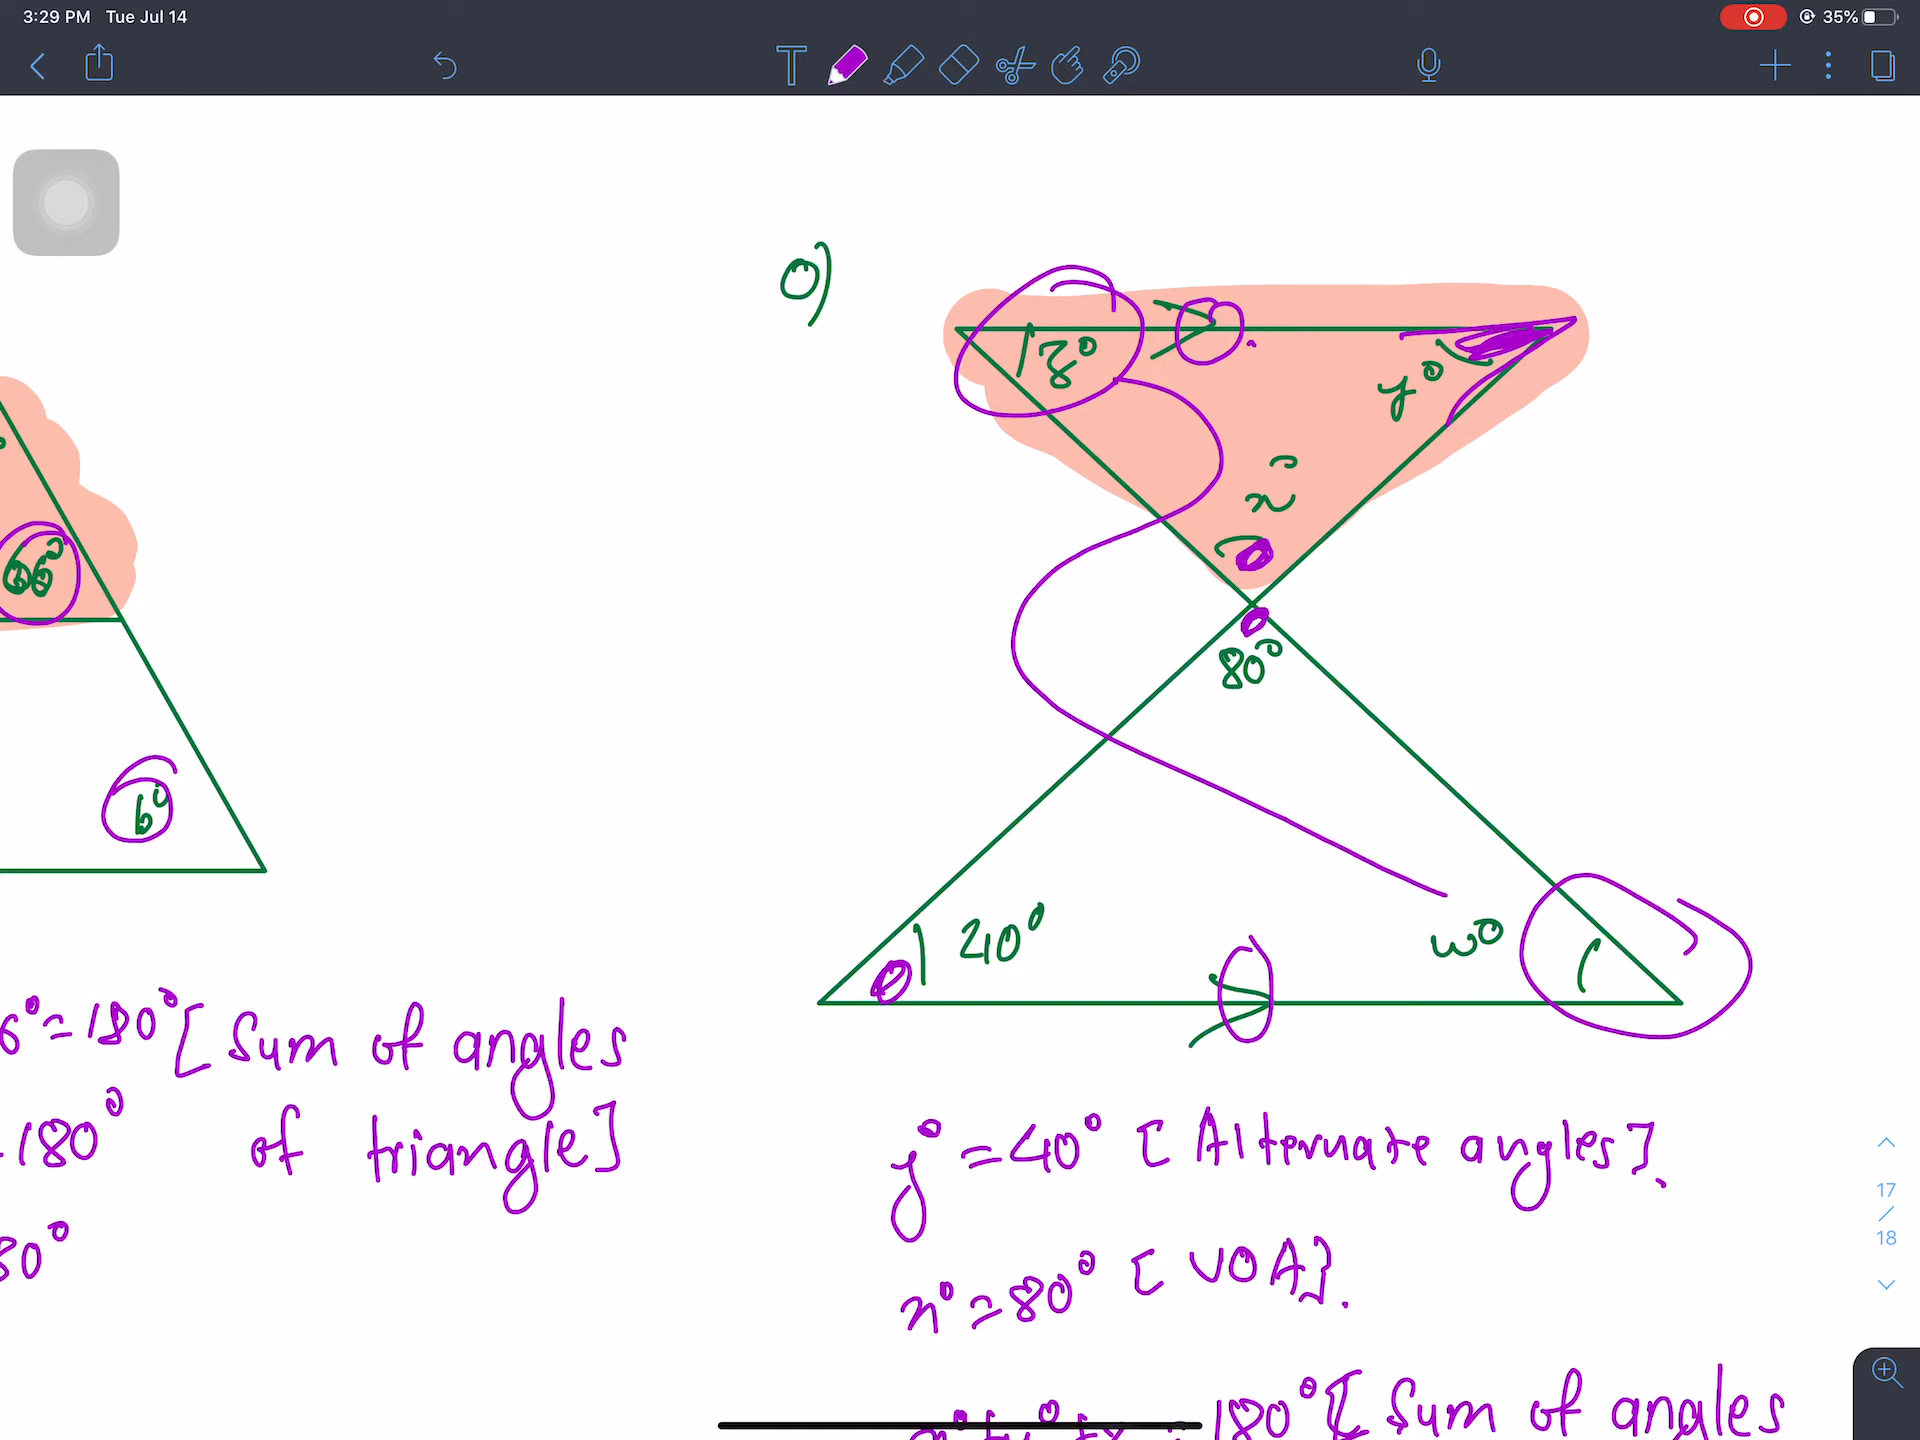 3:29 PM Tue Jul 14
35%
T
o)
z°
y°
x°
80°
66°
b°
40°
w°
6° = 180° [Sum of angles
180° of triangle]
80°
y° = 40° [Alternate angles].
x° = 80° [VOA].
17
/
18
180° [Sum of angles